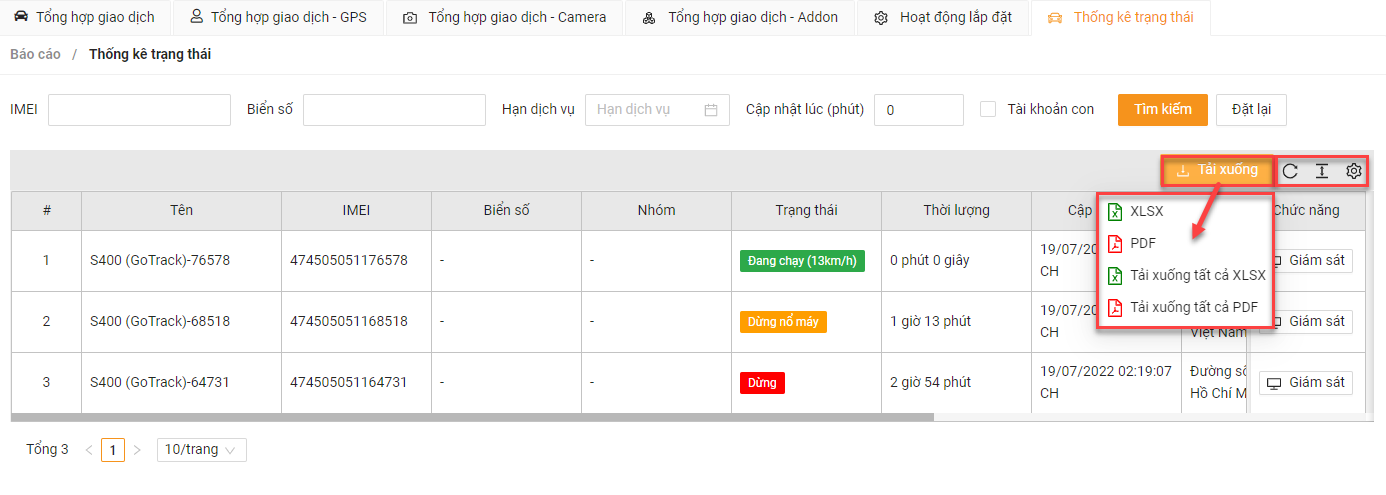 Tổng hợp giao dịch
Tổng hợp giao dịch - GPS
Tổng hợp giao dịch - Camera
Tổng hợp giao dịch - Addon
Hoạt động lắp đặt
Thống kê trạng thái
Báo cáo / Thống kê trạng thái
IMEI
Biển số
Hạn dịch vụ
Hạn dịch vụ
Cập nhật lúc (phút)
0
Tài khoản con
Tìm kiếm
Đặt lại
Tải xuống
XLSX
PDF
Tải xuống tất cả XLSX
Tải xuống tất cả PDF
# Tên IMEI Biển số Nhóm Trạng thái Thời lượng Cập Chức năng
1 S400 (GoTrack)-76578 474505051176578 - - Đang chạy (13km/h) 0 phút 0 giây 19/07/20 Giám sát
CH
2 S400 (GoTrack)-68518 474505051168518 - - Dừng nổ máy 1 giờ 13 phút 19/07/20 Giám sát
CH Việt Nam
3 S400 (GoTrack)-64731 474505051164731 - - Dừng 2 giờ 54 phút 19/07/2022 02:19:07 Đường số Giám sát
CH Hồ Chí M
Tổng 3 < 1 > 10/trang